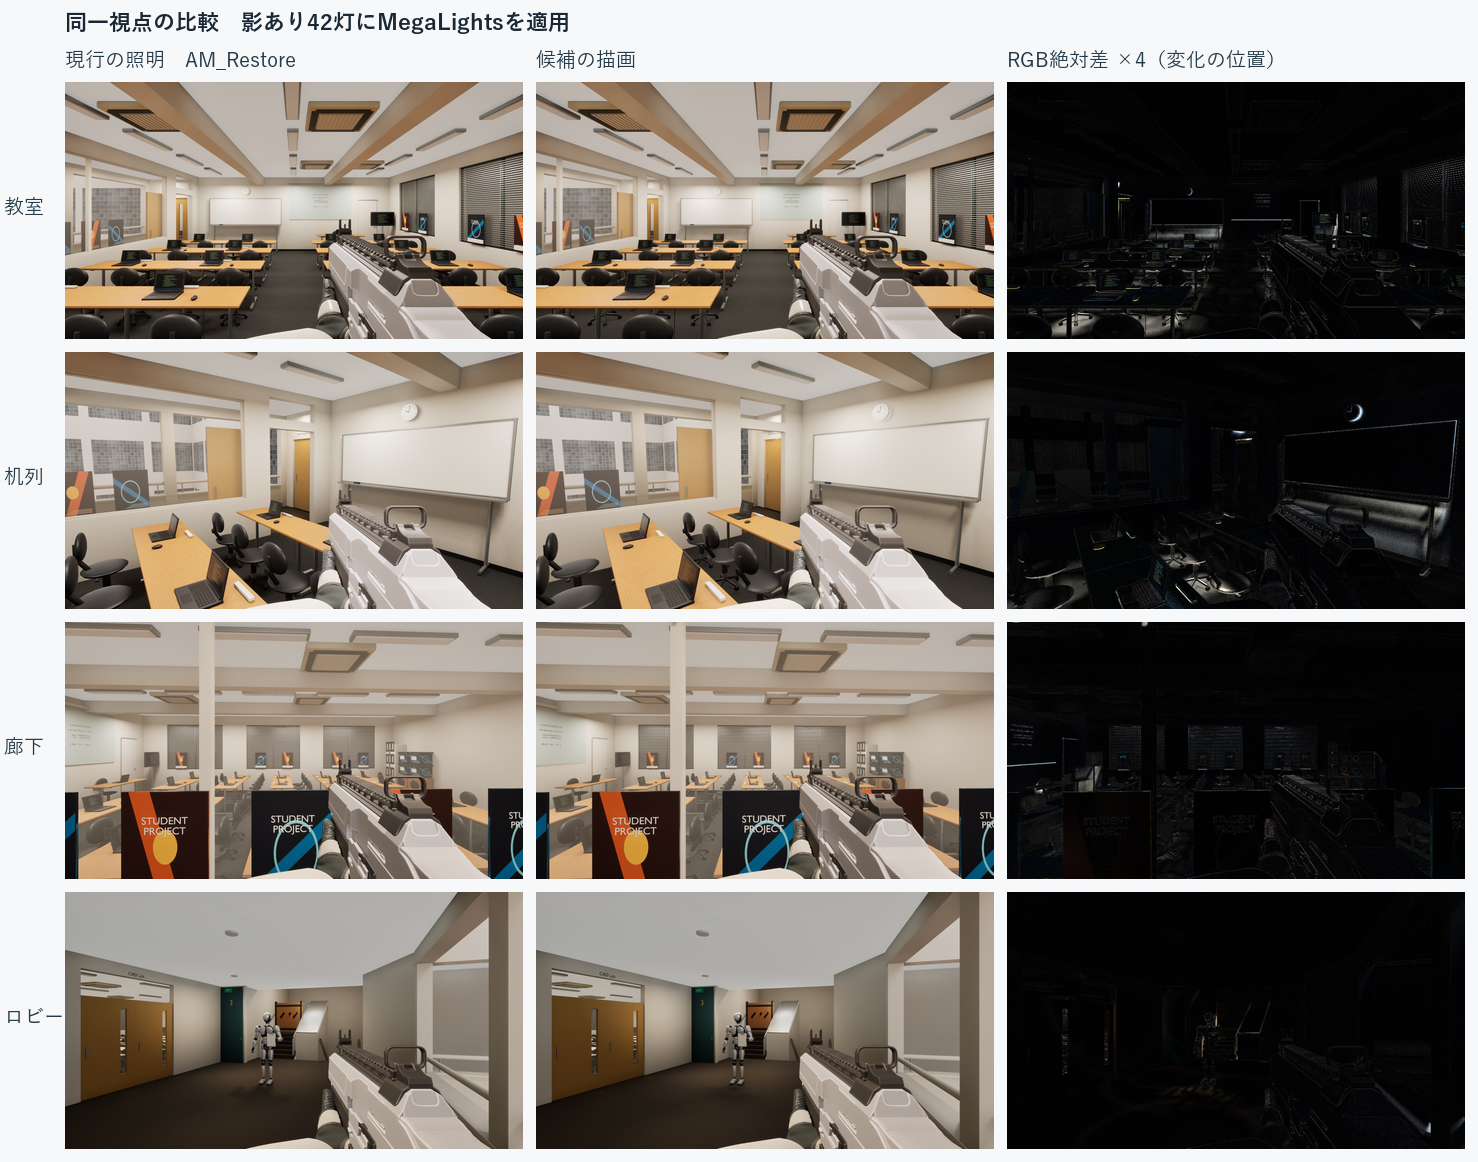 同一視点の比較　影あり42灯にMegaLightsを適用
現行の照明　AM_Restore
候補の描画
RGB絶対差 ×4（変化の位置）
教室
机列
廊下
STUDENT
PROJECT
STUDENT
PROJECT
STUDENT
PROJECT
STUDENT
PROJECT
ロビー
3
3